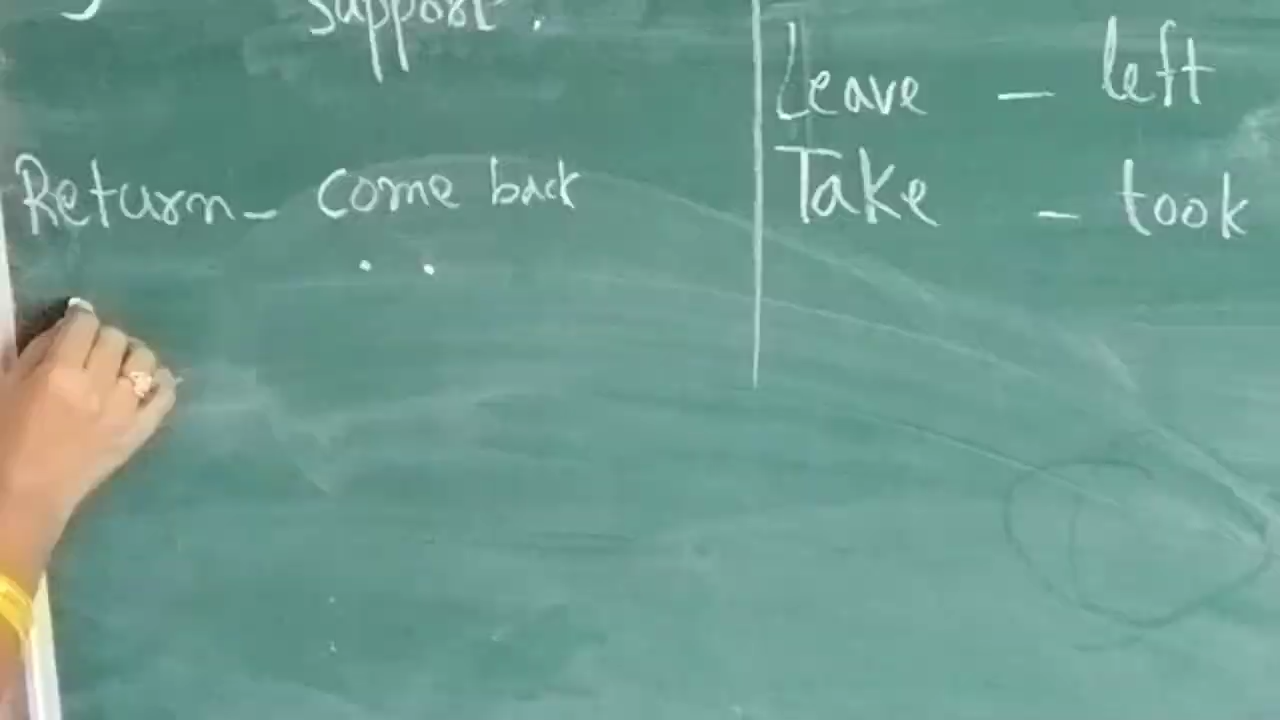 support.
Return - come back
Leave - left
Take - took